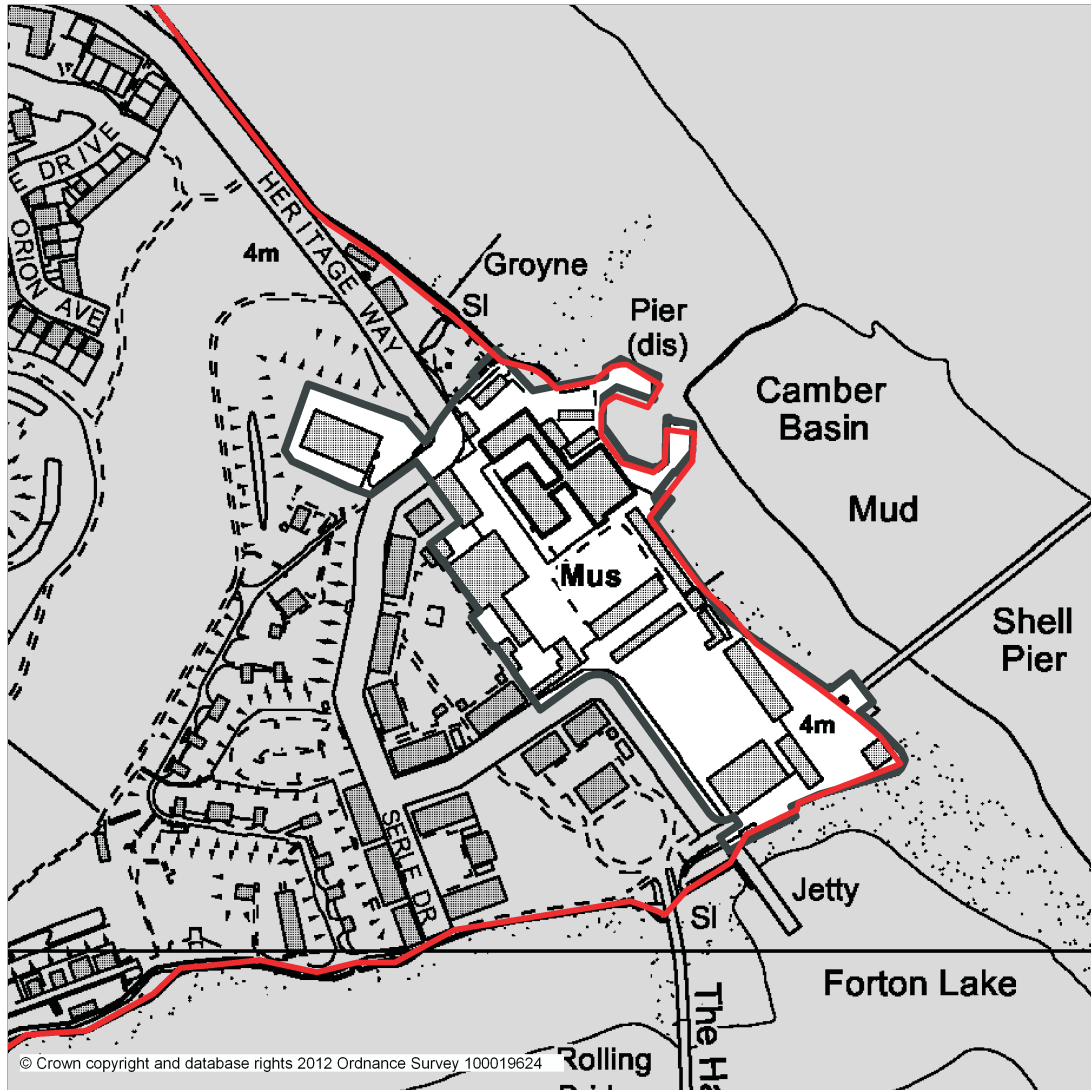 E DRIVE
ORION AVE
HERITAGE WAY
4m
Groyne
Sl
Pier
(dis)
Camber
Basin
Mud
Mus
Shell
Pier
4m
SERLE DR
Jetty
Sl
Forton Lake
The Ha
Rolling
© Crown copyright and database rights 2012 Ordnance Survey 100019624